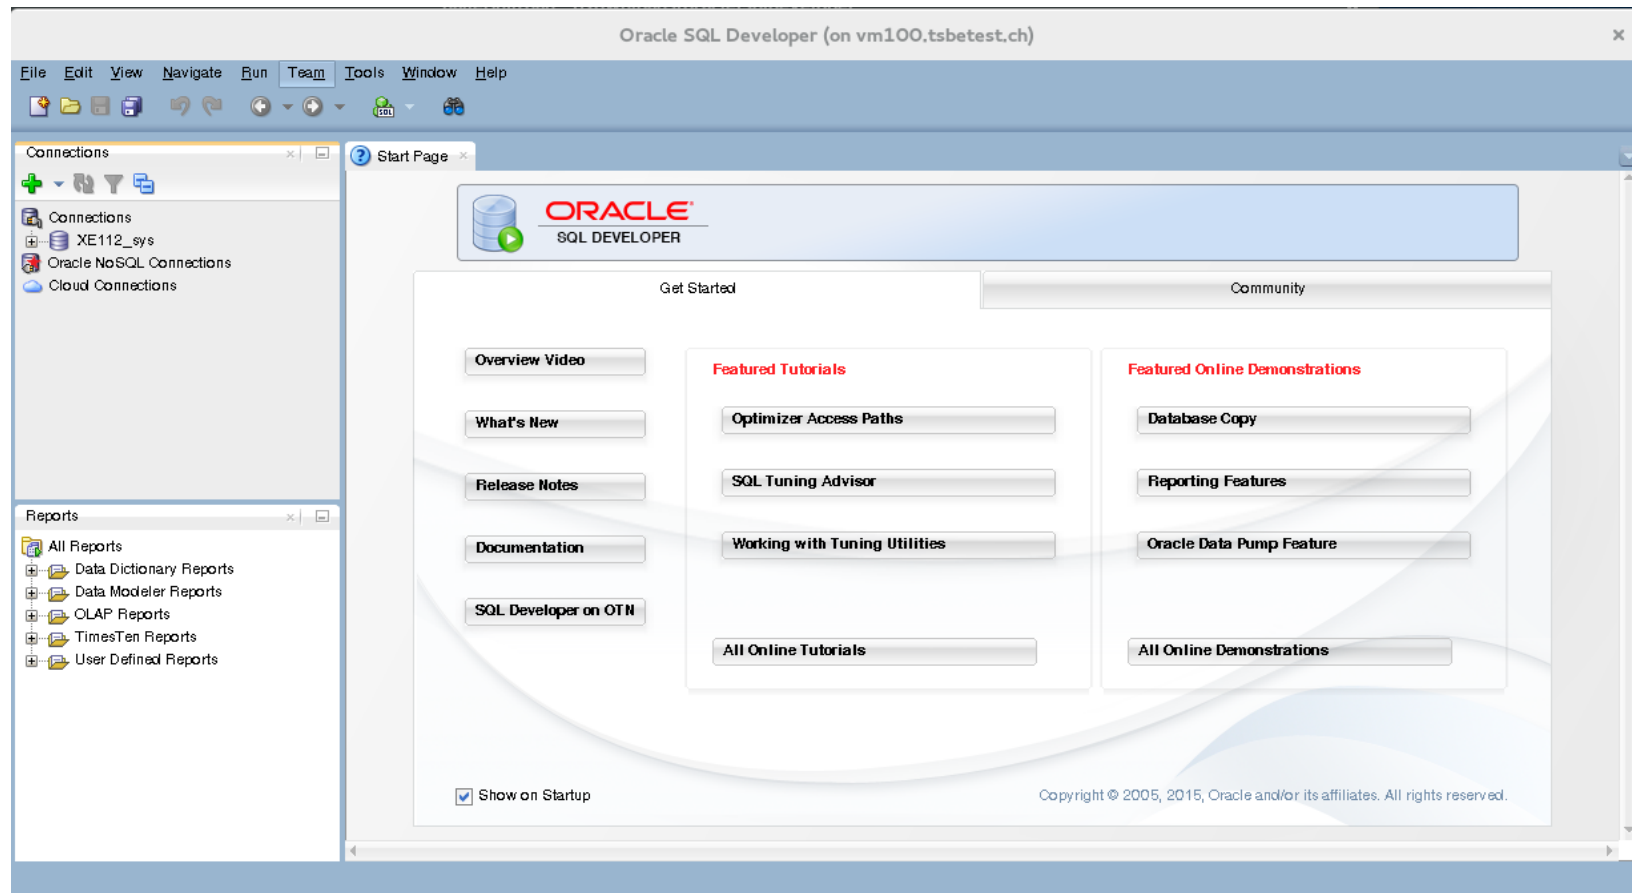 Oracle SQL Developer (on vm100.tsbetest.ch)
File Edit View Navigate Run Team Tools Window Help
SQL
Connections
Start Page
Connections
XE112_sys
Oracle NoSQL Connections
Cloud Connections
ORACLE
SQL DEVELOPER
Get Started
Community
Overview Video
What's New
Release Notes
Documentation
SQL Developer on OTN
Featured Tutorials
Optimizer Access Paths
SQL Tuning Advisor
Working with Tuning Utilities
All Online Tutorials
Featured Online Demonstrations
Database Copy
Reporting Features
Oracle Data Pump Feature
All Online Demonstrations
Reports
All Reports
Data Dictionary Reports
Data Modeler Reports
OLAP Reports
TimesTen Reports
User Defined Reports
Show on Startup
Copyright © 2005, 2015, Oracle and/or its affiliates. All rights reserved.